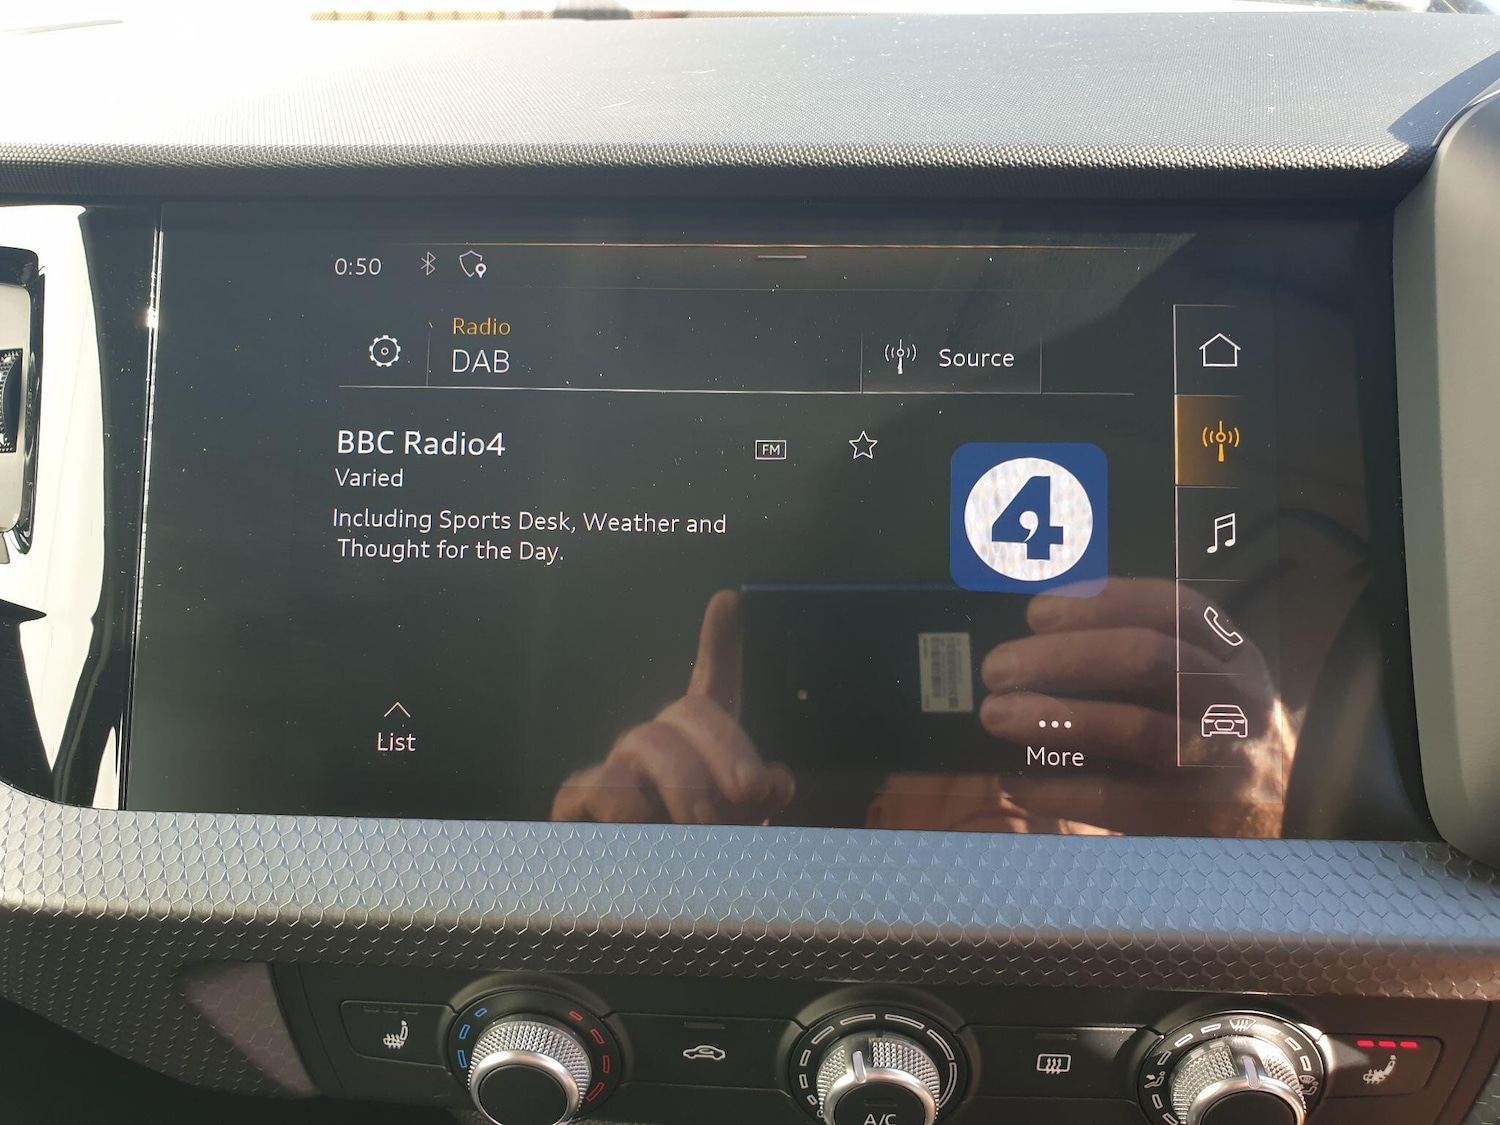 0:50
Radio
DAB
Source
BBC Radio4
FM
4
Varied
Including Sports Desk, Weather and
Thought for the Day.
List
More
A/C